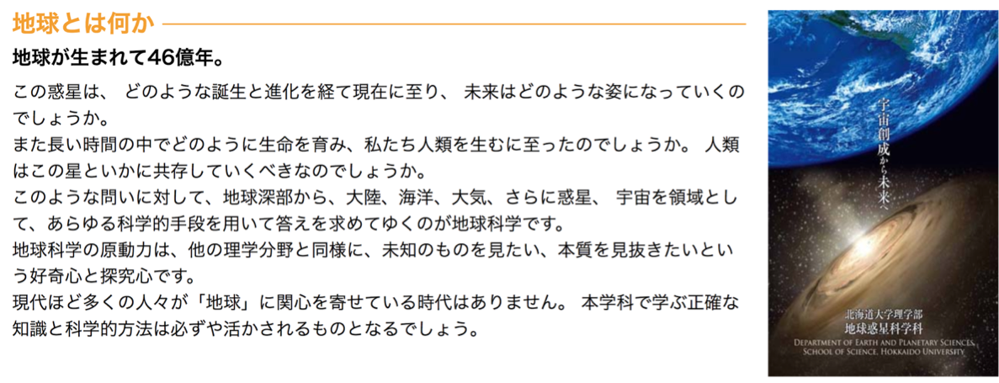 地球とは何か
地球が生まれて46億年。
この惑星は、 どのような誕生と進化を経て現在に至り、 未来はどのような姿になっていくの
でしょうか。
また長い時間の中でどのように生命を育み、私たち人類を生むに至ったのでしょうか。 人類
はこの星といかに共存していくべきなのでしょうか。
このような問いに対して、地球深部から、大陸、海洋、大気、さらに惑星、 宇宙を領域とし
て、あらゆる科学的手段を用いて答えを求めてゆくのが地球科学です。
地球科学の原動力は、他の理学分野と同様に、未知のものを見たい、本質を見抜きたいとい
う好奇心と探究心です。
現代ほど多くの人々が「地球」に関心を寄せている時代はありません。 本学科で学ぶ正確な
知識と科学的方法は必ずや活かされるものとなるでしょう。
宇宙創成から未来へ
北海道大学理学部
地球惑星科学科
DEPARTMENT OF EARTH AND PLANETARY SCIENCES,
SCHOOL OF SCIENCE, HOKKAIDO UNIVERSITY